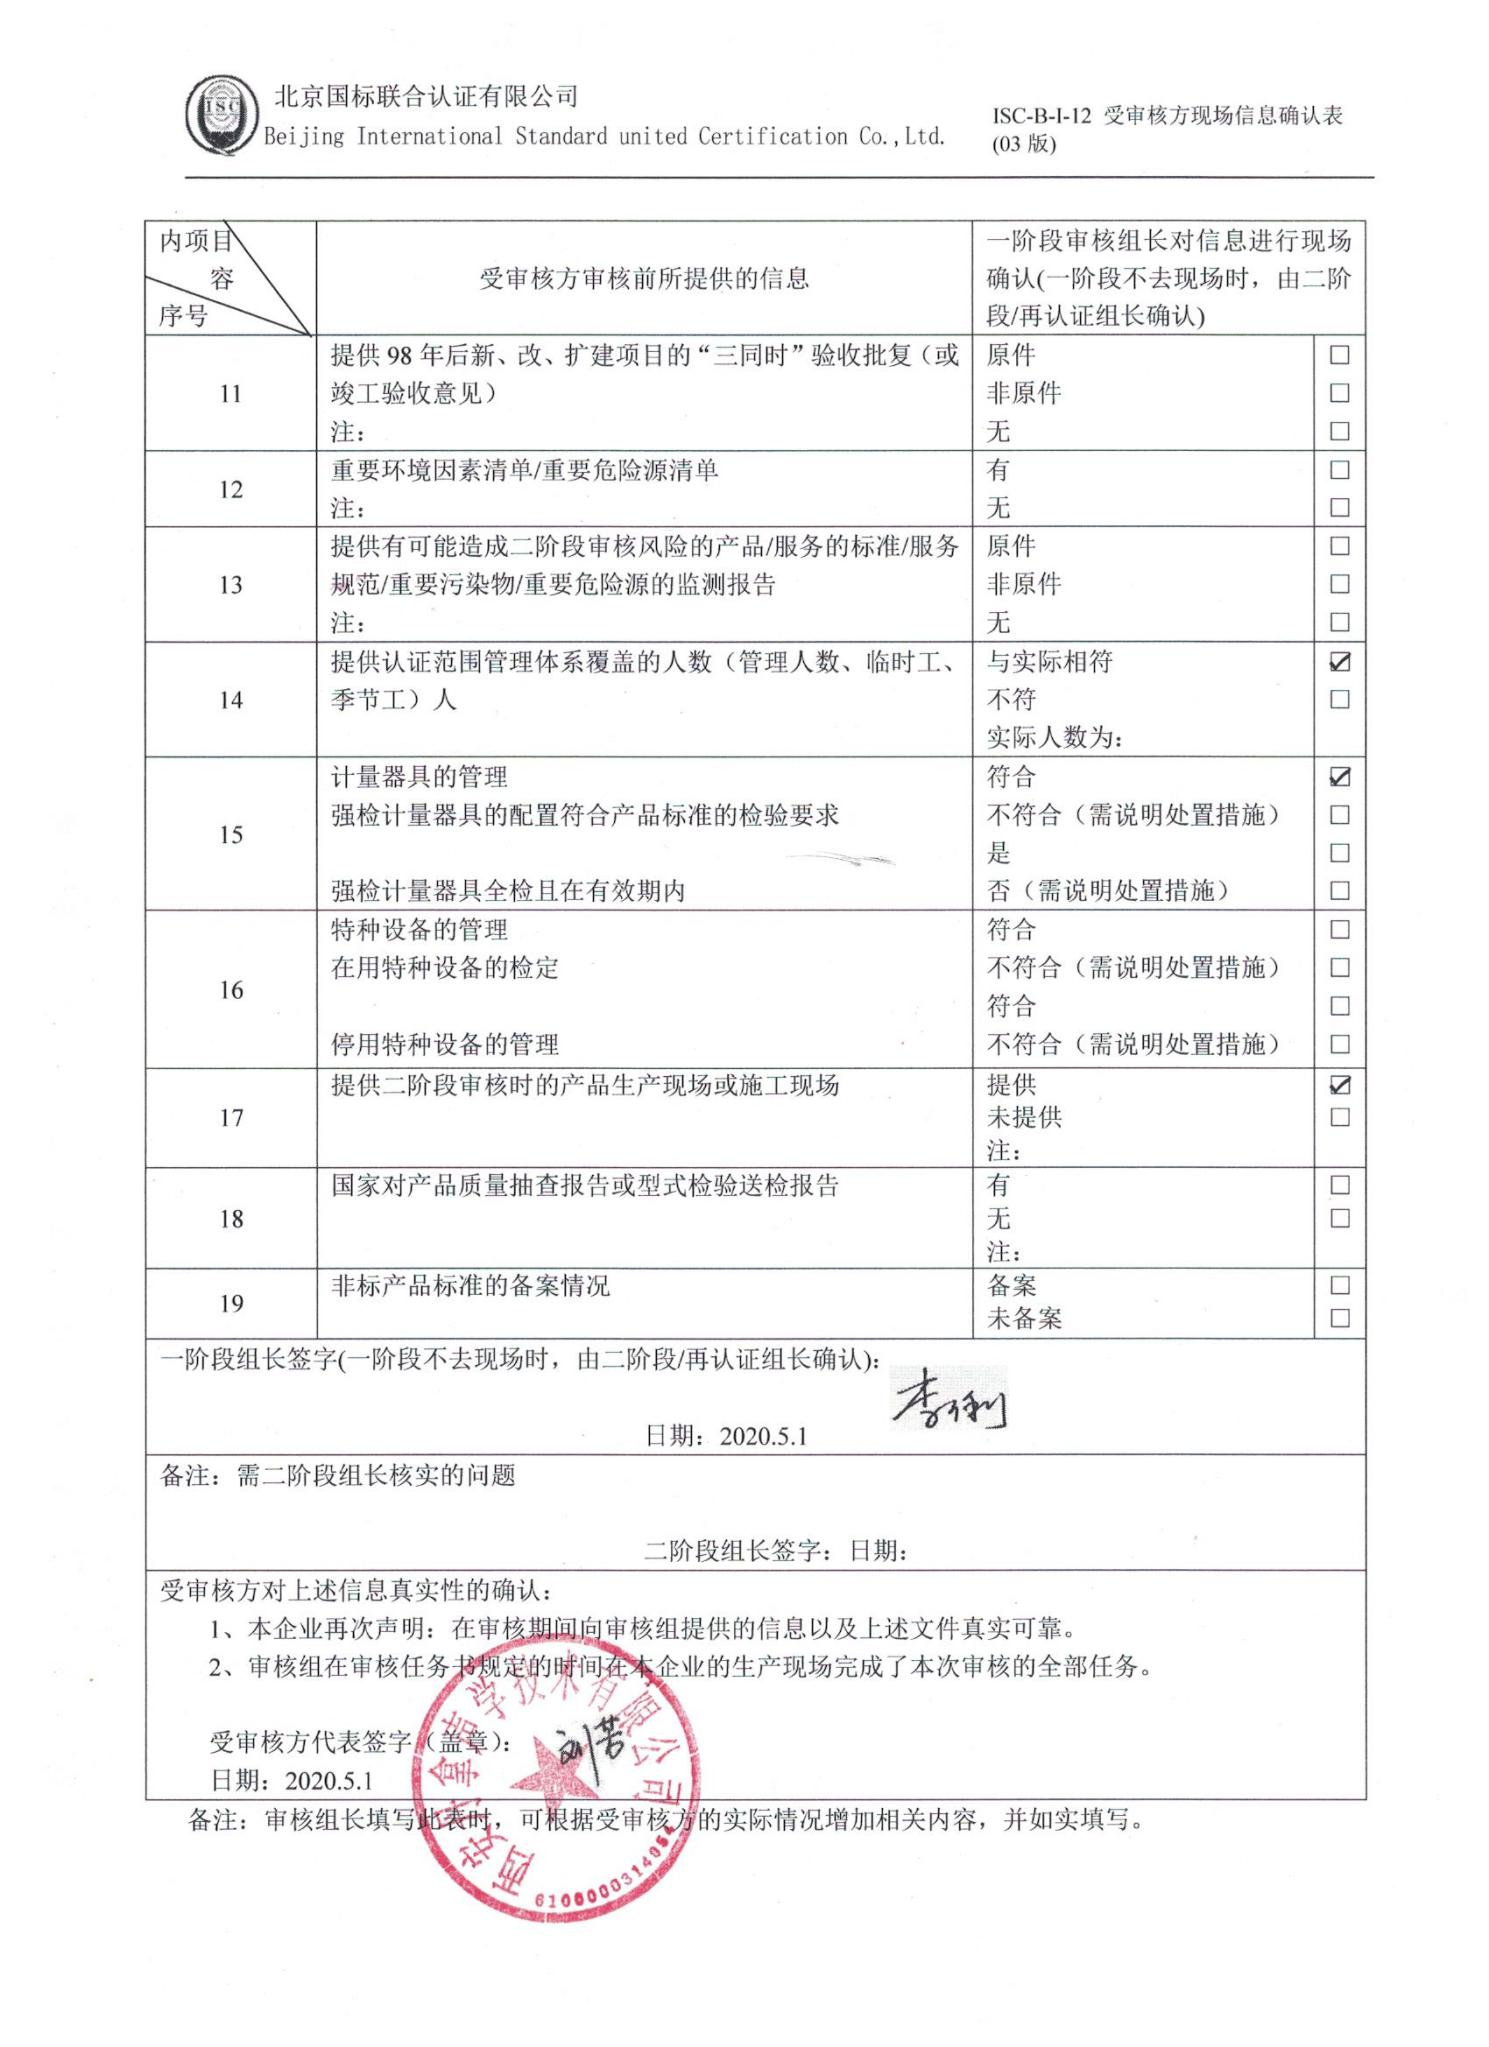 ISC
北京国标联合认证有限公司
Beijing International Standard united Certification Co.,Ltd.
ISC-B-I-12 受审核方现场信息确认表
(03 版)
内项目
容
序号
受审核方审核前所提供的信息
一阶段审核组长对信息进行现场
确认(一阶段不去现场时，由二阶
段/再认证组长确认)
11
提供 98 年后新、改、扩建项目的“三同时”验收批复（或
竣工验收意见）
注：
原件 □
非原件 □
无 □
12
重要环境因素清单/重要危险源清单
注：
有 □
无 □
13
提供有可能造成二阶段审核风险的产品/服务的标准/服务
规范/重要污染物/重要危险源的监测报告
注：
原件 □
非原件 □
无 □
14
提供认证范围管理体系覆盖的人数（管理人数、临时工、
季节工）人
与实际相符 ☑
不符 □
实际人数为：
15
计量器具的管理
强检计量器具的配置符合产品标准的检验要求
强检计量器具全检且在有效期内
符合 ☑
不符合（需说明处置措施） □
是 □
否（需说明处置措施） □
16
特种设备的管理
在用特种设备的检定
停用特种设备的管理
符合 □
不符合（需说明处置措施） □
符合 □
不符合（需说明处置措施） □
17
提供二阶段审核时的产品生产现场或施工现场
提供 ☑
未提供 □
注：
18
国家对产品质量抽查报告或型式检验送检报告
有 □
无 □
注：
19
非标产品标准的备案情况
备案 □
未备案 □
一阶段组长签字(一阶段不去现场时，由二阶段/再认证组长确认)：
日期：2020.5.1
备注：需二阶段组长核实的问题
二阶段组长签字：日期：
受审核方对上述信息真实性的确认：
1、本企业再次声明：在审核期间向审核组提供的信息以及上述文件真实可靠。
2、审核组在审核任务书规定的时间在本企业的生产现场完成了本次审核的全部任务。
受审核方代表签字（盖章）：
日期：2020.5.1
备注：审核组长填写此表时，可根据受审核方的实际情况增加相关内容，并如实填写。
6100000314054